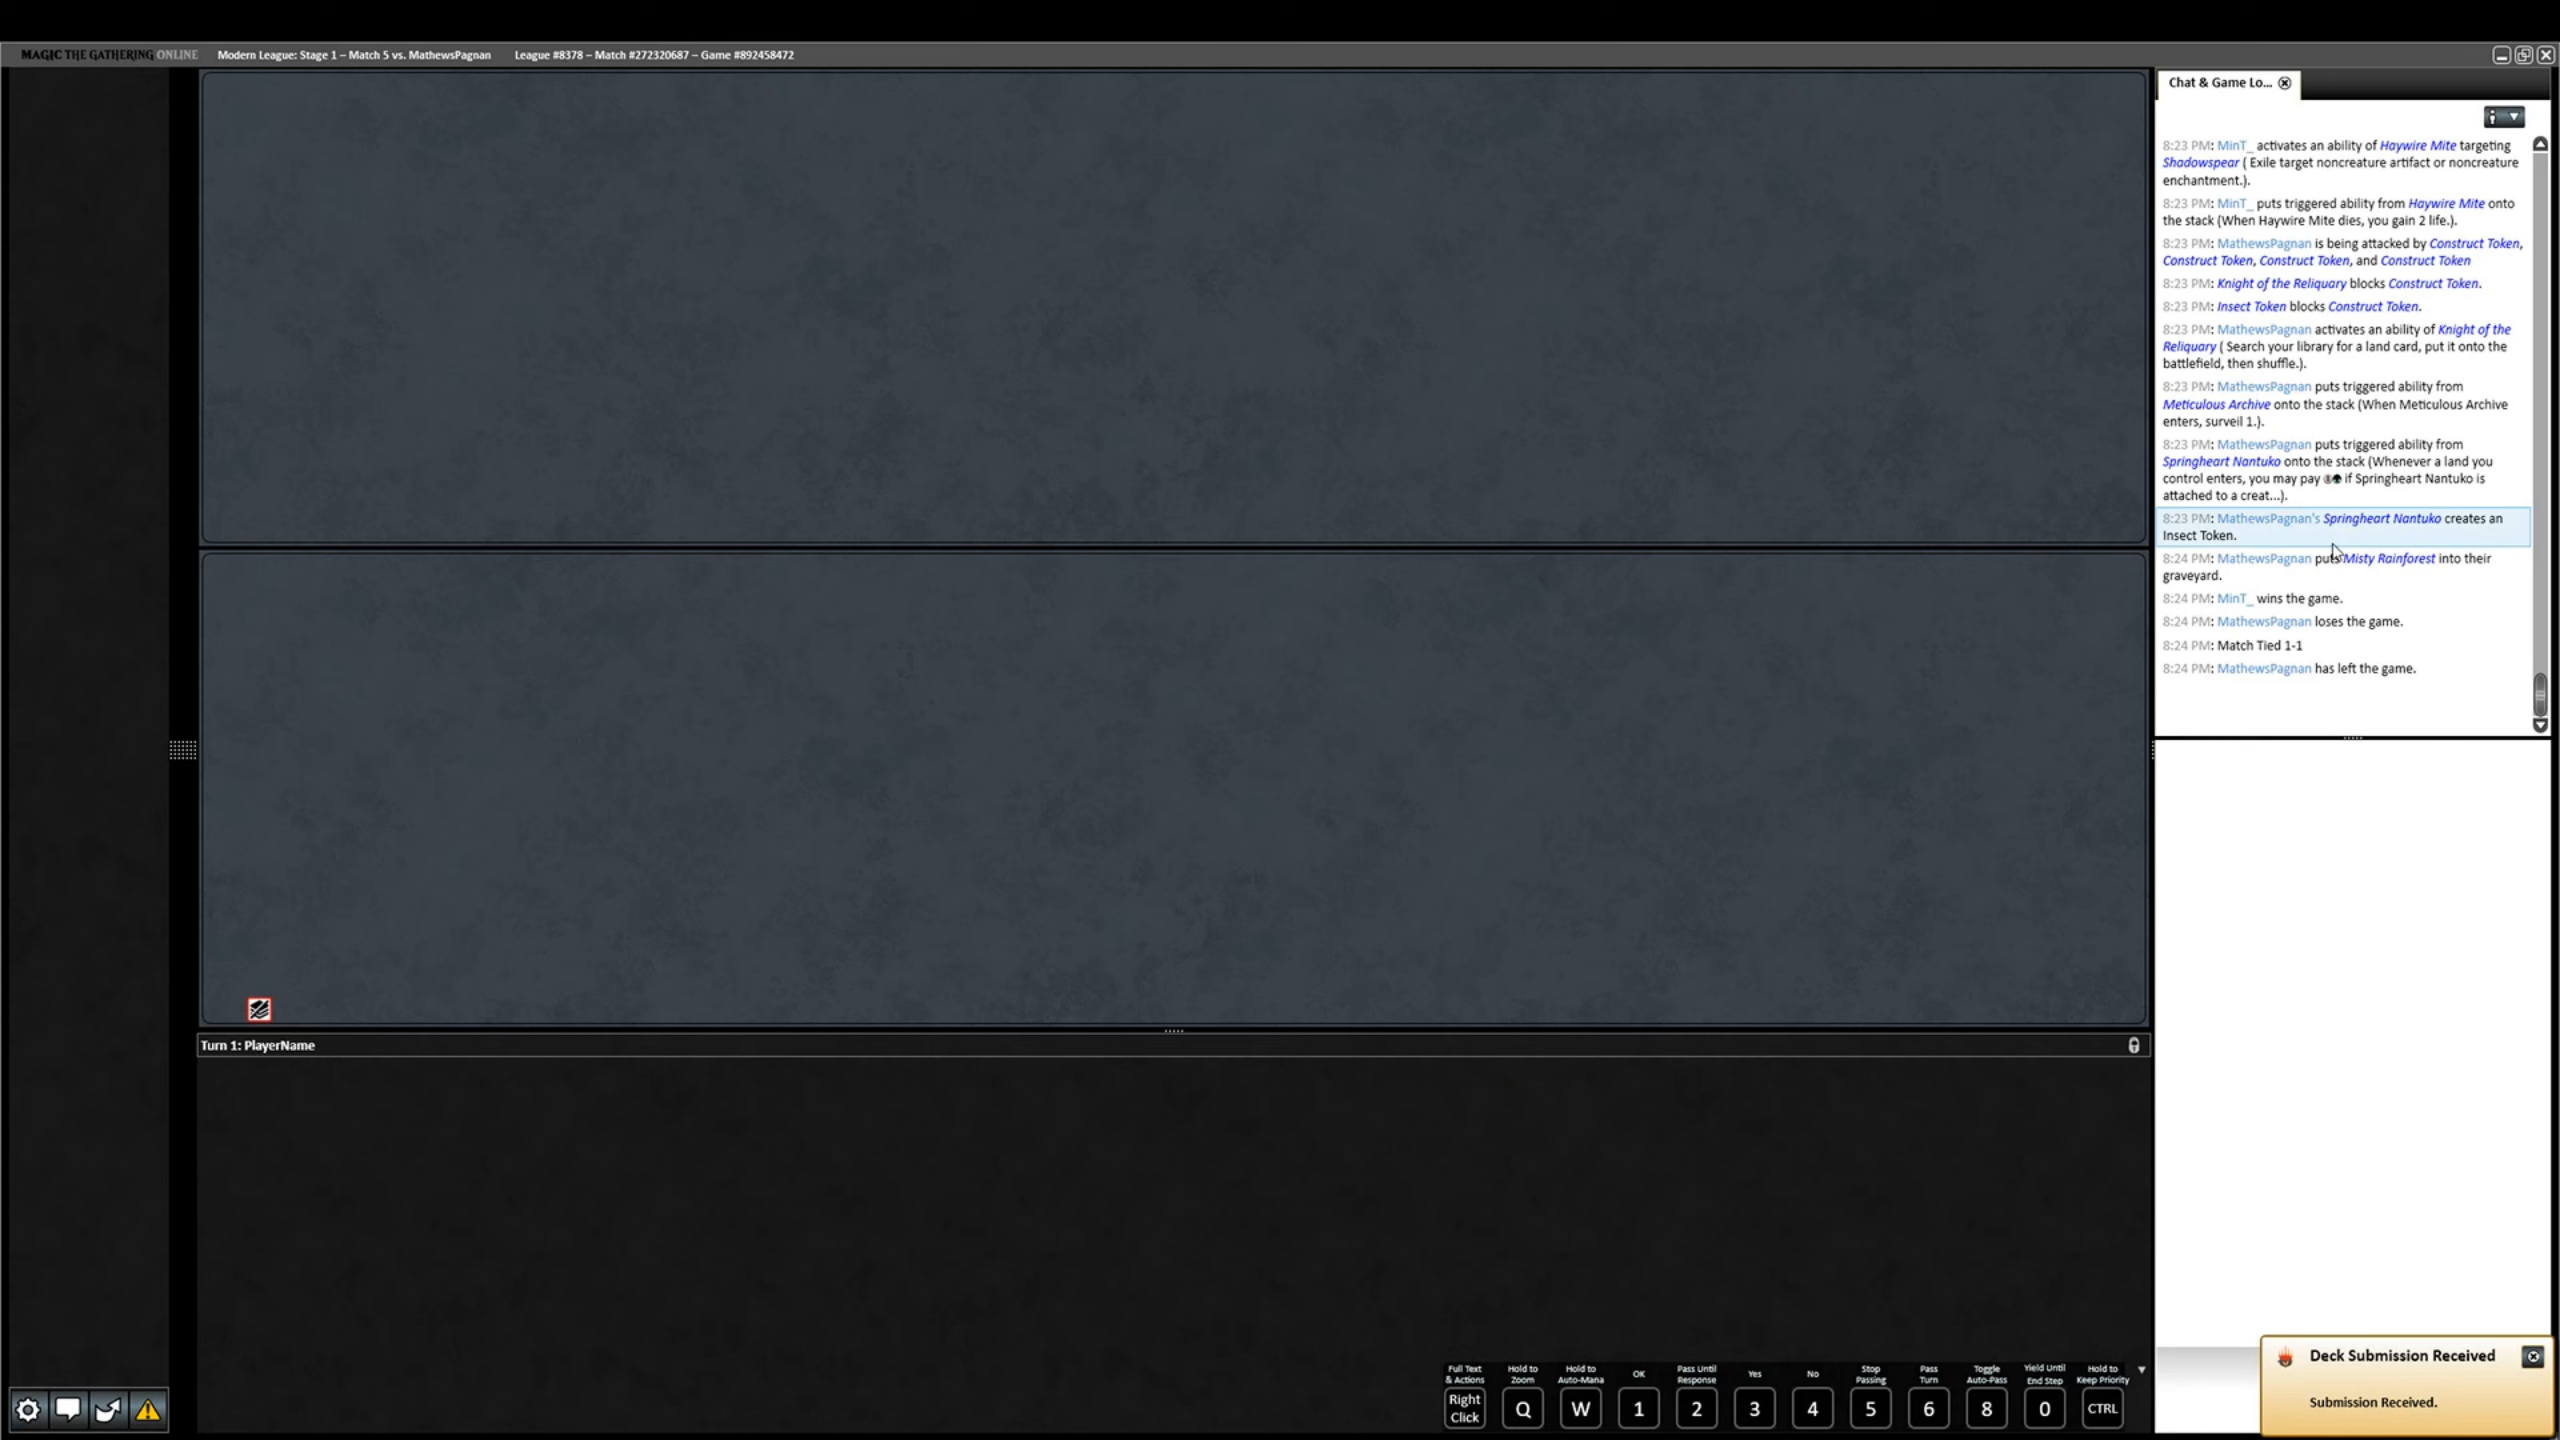 MAGIC THE GATHERING ONLINE
Modern League: Stage 1 – Match 5 vs. MathewsPagnan
League #8378 – Match #272320687 – Game #892458472
Chat & Game Lo...
8:23 PM: MinT_ activates an ability of Haywire Mite targeting
Shadowspear ( Exile target noncreature artifact or noncreature
enchantment.).
8:23 PM: MinT_ puts triggered ability from Haywire Mite onto
the stack (When Haywire Mite dies, you gain 2 life.).
8:23 PM: MathewsPagnan is being attacked by Construct Token,
Construct Token, Construct Token, and Construct Token
8:23 PM: Knight of the Reliquary blocks Construct Token.
8:23 PM: Insect Token blocks Construct Token.
8:23 PM: MathewsPagnan activates an ability of Knight of the
Reliquary ( Search your library for a land card, put it onto the
battlefield, then shuffle.).
8:23 PM: MathewsPagnan puts triggered ability from
Meticulous Archive onto the stack (When Meticulous Archive
enters, surveil 1.).
8:23 PM: MathewsPagnan puts triggered ability from
Springheart Nantuko onto the stack (Whenever a land you
control enters, you may pay if Springheart Nantuko is
attached to a creat...).
8:23 PM: MathewsPagnan's Springheart Nantuko creates an
Insect Token.
8:24 PM: MathewsPagnan puts Misty Rainforest into their
graveyard.
8:24 PM: MinT_ wins the game.
8:24 PM: MathewsPagnan loses the game.
8:24 PM: Match Tied 1-1
8:24 PM: MathewsPagnan has left the game.
Turn 1: PlayerName
Full Text
& Actions
Right
Click
Hold to
Zoom
Q
Hold to
Auto-Mana
W
OK
1
Pass Until
Response
2
Yes
3
No
4
Stop
Passing
5
Pass
Turn
6
Toggle
Auto-Pass
8
Yield Until
End Step
0
Hold to
Keep Priority
CTRL
Deck Submission Received
Submission Received.